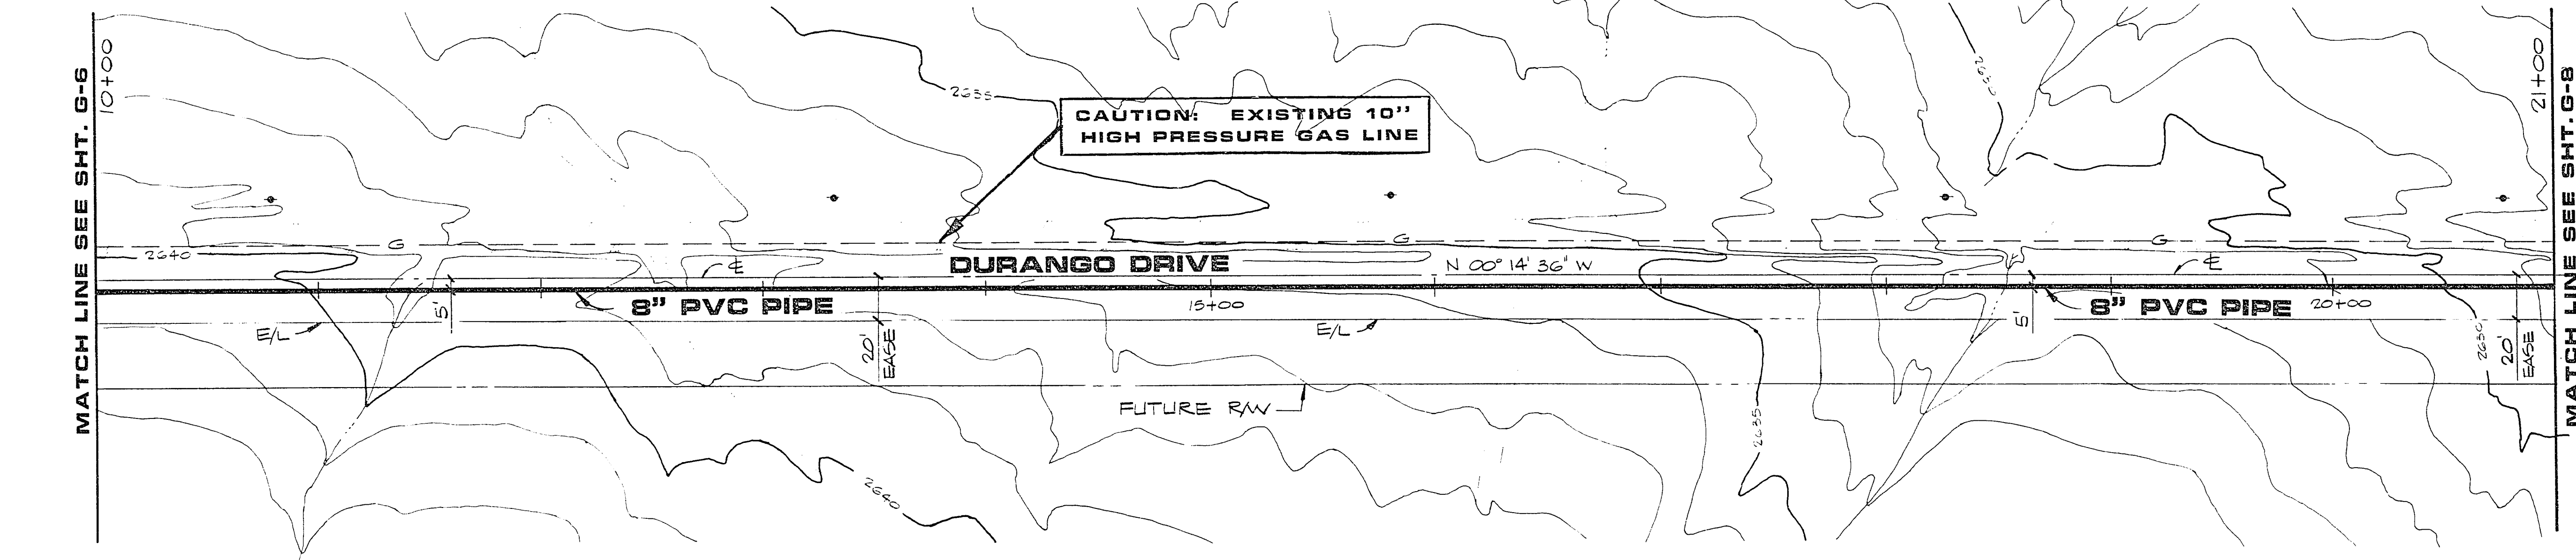 MATCH LINE SEE SHT. G-6
10+00
2635
CAUTION: EXISTING 10"
HIGH PRESSURE GAS LINE
2630
21+00
MATCH LINE SEE SHT. G-8
G
G
G
2640
℄
DURANGO DRIVE
N 00° 14' 36" W
℄
5'
8" PVC PIPE
15+00
5'
8" PVC PIPE
20+00
E/L
20'
EASE
E/L
2630
20'
EASE
FUTURE R/W
2635
2640